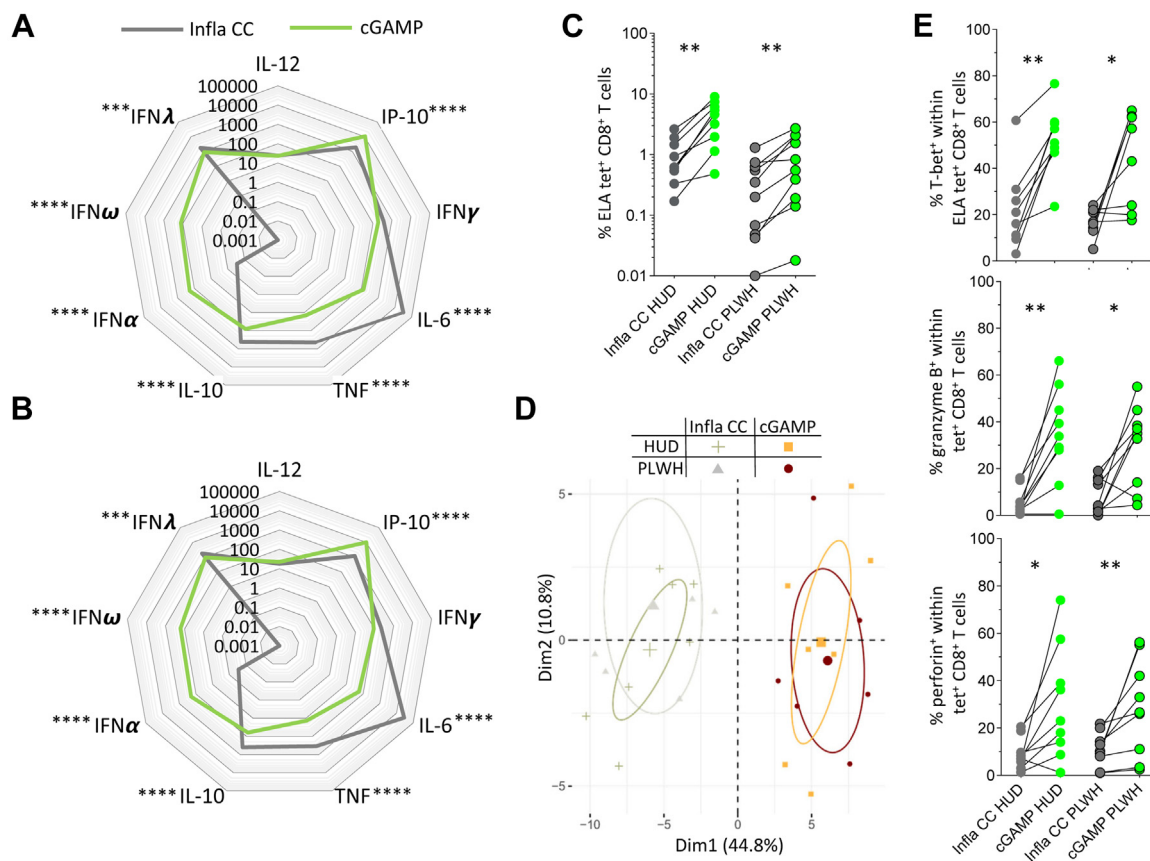 A
Infla CC
cGAMP
IL-12
100000
10000
1000
100
10
1
0.1
0.01
0.001
IP-10****
IFNγ
IL-6****
TNF****
****IL-10
****IFNα
****IFNω
***IFNλ
B
IL-12
100000
10000
1000
100
10
1
0.1
0.01
0.001
IP-10****
IFNγ
IL-6****
TNF****
****IL-10
****IFNα
****IFNω
***IFNλ
C
% ELA tet+ CD8+ T cells
100
10
1
0.1
0.01
** **
Infla CC HUD
cGAMP HUD
Infla CC PLWH
cGAMP PLWH
D
Infla CC cGAMP
HUD
PLWH
Dim2 (10.8%)
5
0
−5
−10 −5 0 5
Dim1 (44.8%)
E
% T-bet+ within
ELA tet+ CD8+ T cells
100
80
60
40
20
0
** *
% granzyme B+ within
tet+ CD8+ T cells
100
80
60
40
20
0
** *
% perforin+ within
tet+ CD8+ T cells
100
80
60
40
20
0
* **
Infla CC HUD
cGAMP HUD
Infla CC PLWH
cGAMP PLWH